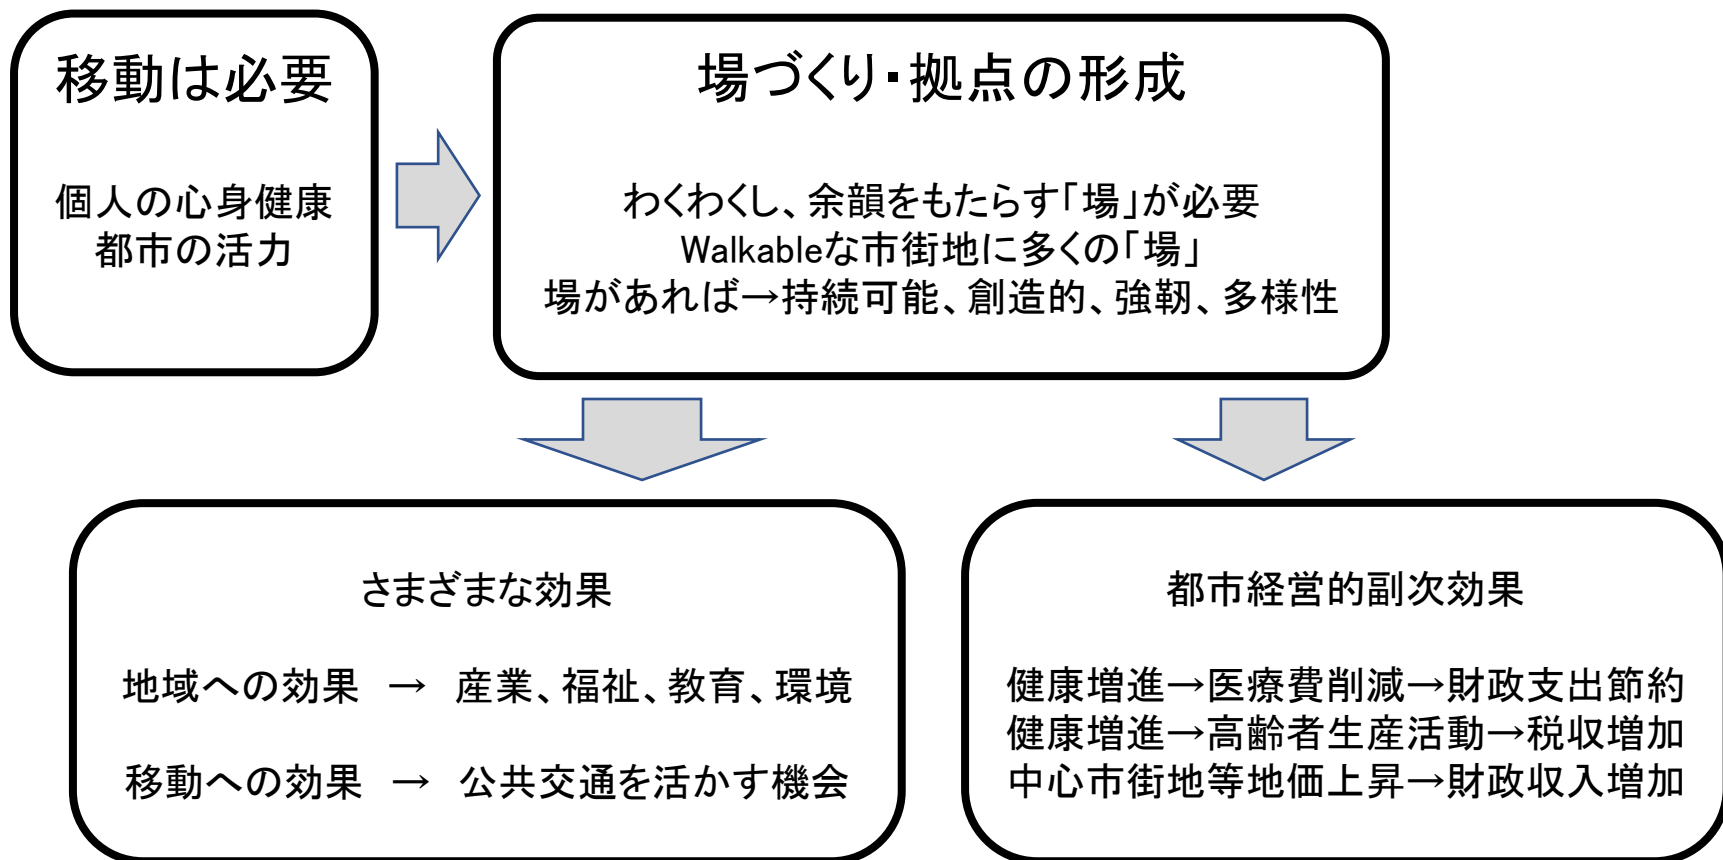 移動は必要
個人の心身健康
都市の活力
場づくり・拠点の形成
わくわくし、余韻をもたらす「場」が必要
Walkableな市街地に多くの「場」
場があれば→持続可能、創造的、強靭、多様性
さまざまな効果
地域への効果 → 産業、福祉、教育、環境
移動への効果 → 公共交通を活かす機会
都市経営的副次効果
健康増進→医療費削減→財政支出節約
健康増進→高齢者生産活動→税収増加
中心市街地等地価上昇→財政収入増加